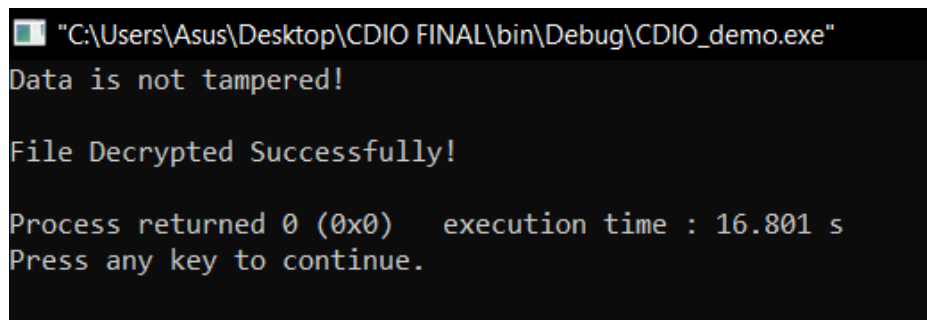 "C:\Users\Asus\Desktop\CDIO FINAL\bin\Debug\CDIO_demo.exe"
Data is not tampered!
File Decrypted Successfully!
Process returned 0 (0x0)   execution time : 16.801 s
Press any key to continue.